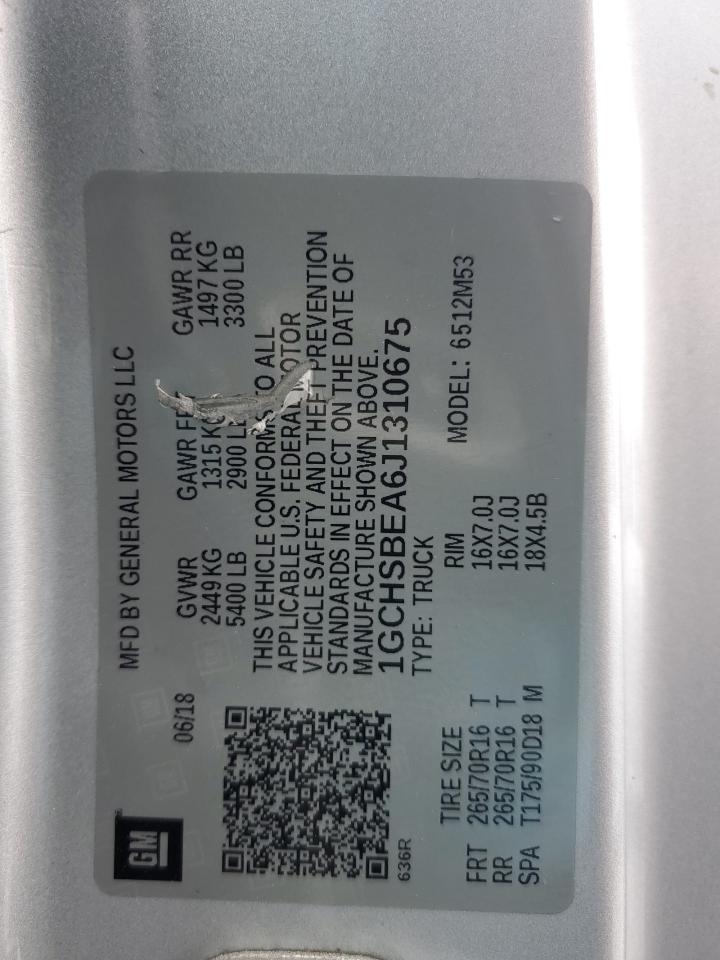 GM
MFD BY GENERAL MOTORS LLC
06/18
GVWR GAWR GAWR RR
2449 KG 1315 1497 KG
5400 LB 2900 3300 LB
THIS VEHICLE CONFORMS TO ALL
APPLICABLE U.S. FEDERAL MOTOR
VEHICLE SAFETY AND THEFT PREVENTION
STANDARDS IN EFFECT ON THE DATE OF
MANUFACTURE SHOWN ABOVE.
1GCHSBEA6J1310675
TYPE: TRUCK
636R
TIRE SIZE RIM MODEL: 6512M53
FRT 265/70R16 T 16X7.0J
RR 265/70R16 T 16X7.0J
SPA T175/90D18 M 18X4.5B